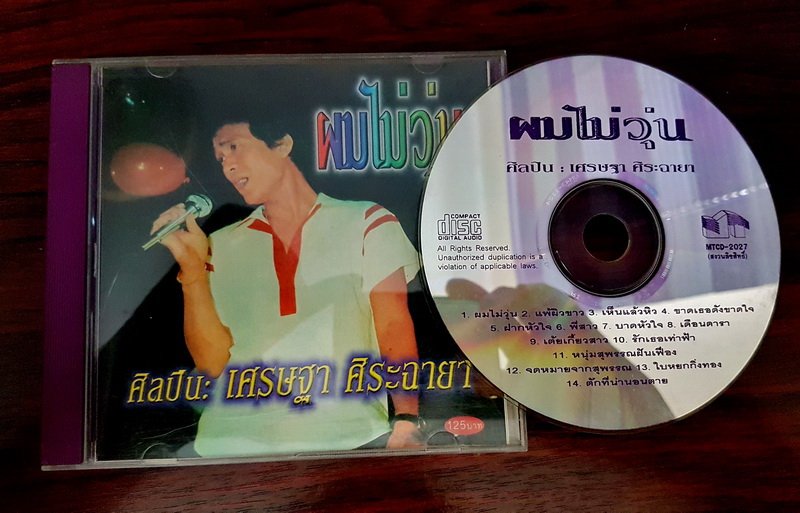 ผมไม่วุ่น
ศิลปิน: เศรษฐา ศิระฉายา
125บาท
ผมไม่วุ่น
ศิลปิน : เศรษฐา ศิระฉายา
COMPACT
disc
DIGITAL AUDIO
All Rights Reserved.
Unauthorized duplication is a
violation of applicable laws.
MTCD-2027
(สงวนลิขสิทธิ์)
1. ผมไม่วุ่น 2. แพ้ผิวขาว 3. เห็นแล้วหิว 4. ขาดเธอดังขาดใจ
5. ฝากหัวใจ 6. พี่สาว 7. บาดหัวใจ 8. เดือนดารา
9. เต้ยเกี้ยวสาว 10. รักเธอเท่าฟ้า
11. หนุ่มสุพรรณฝันเฟื่อง
12. จดหมายจากสุพรรณ 13. ใบหยกกิ่งทอง
14. ตักที่น่านอนตาย